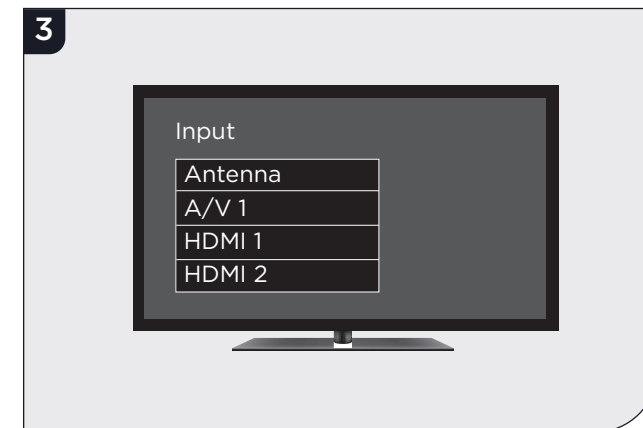 3
Input
Antenna
A/V 1
HDMI 1
HDMI 2